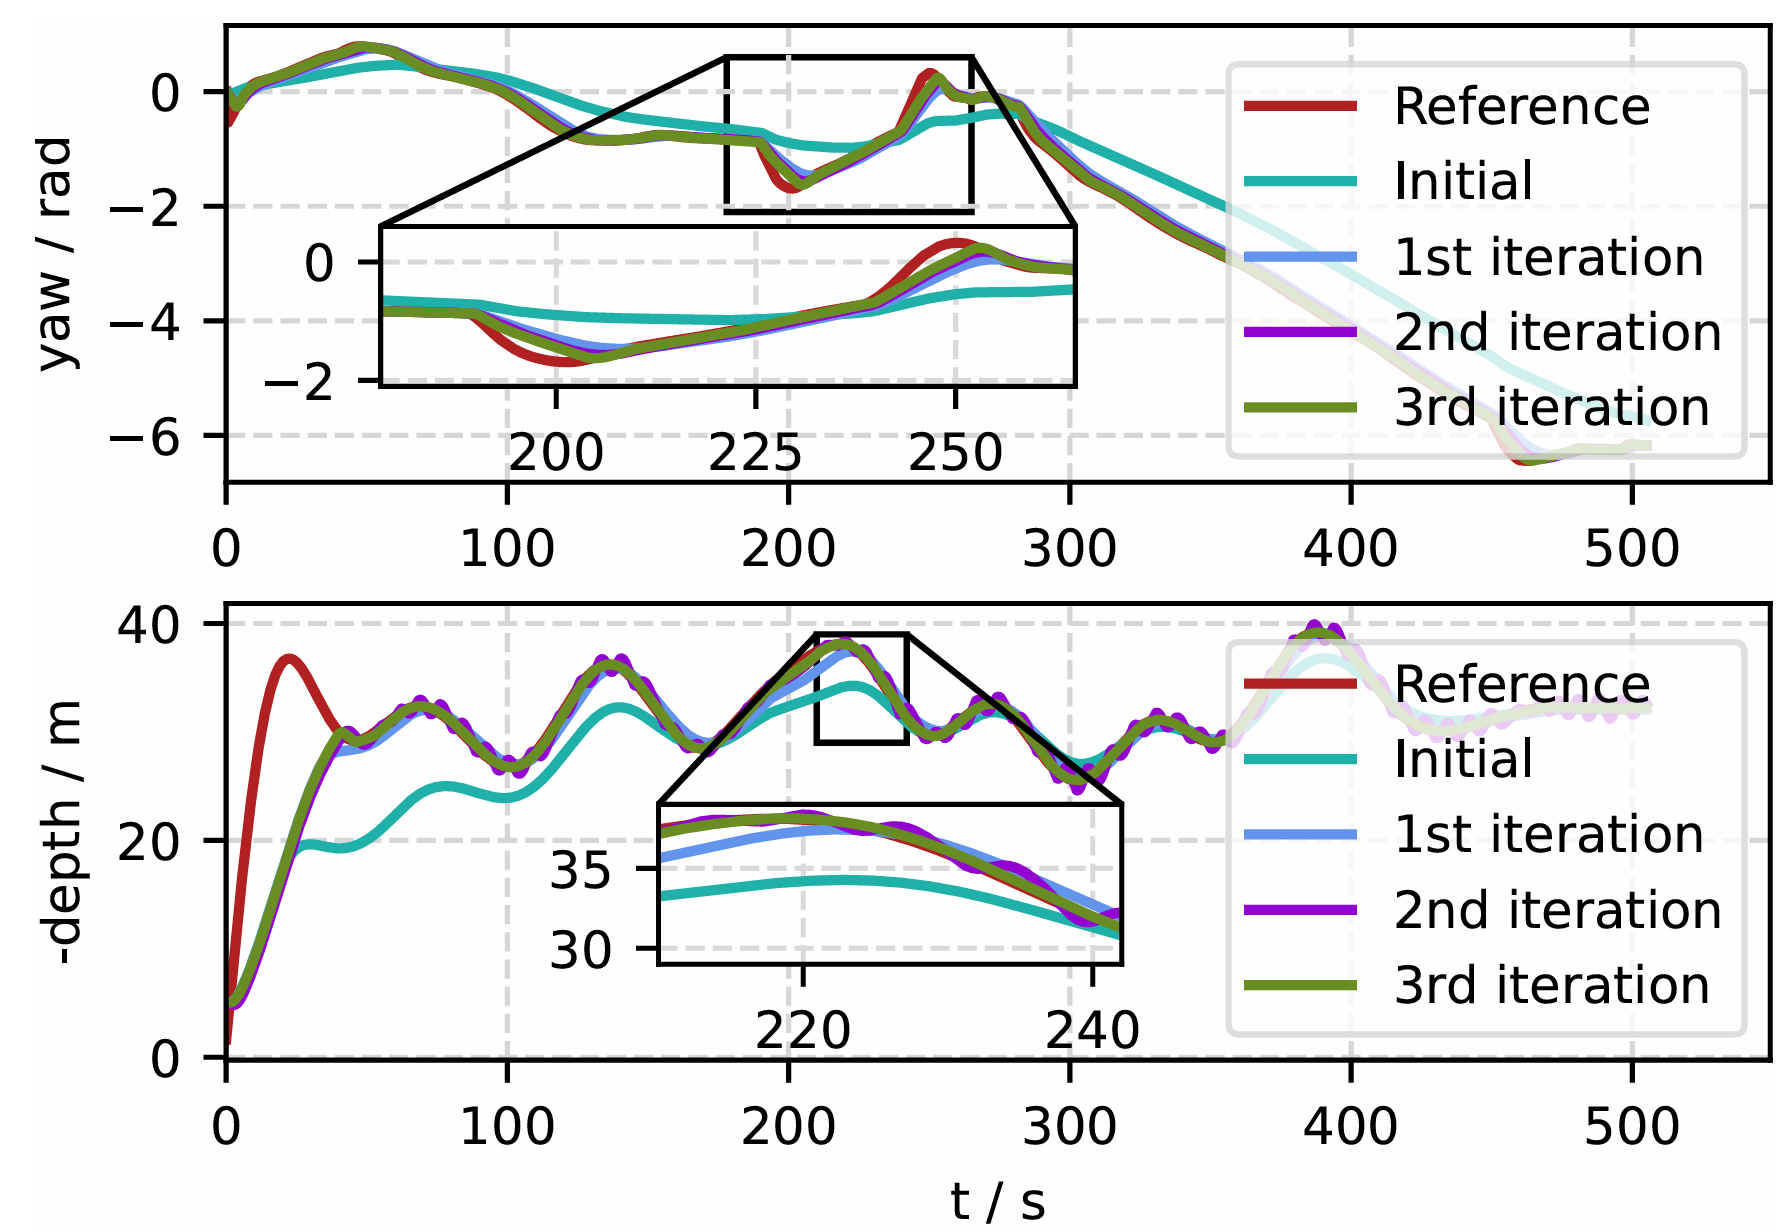 yaw / rad
0
−2
−4
−6
0
−2
200 225 250
Reference
Initial
1st iteration
2nd iteration
3rd iteration
0 100 200 300 400 500
-depth / m
40
20
0
35
30
220 240
Reference
Initial
1st iteration
2nd iteration
3rd iteration
0 100 200 300 400 500
t / s